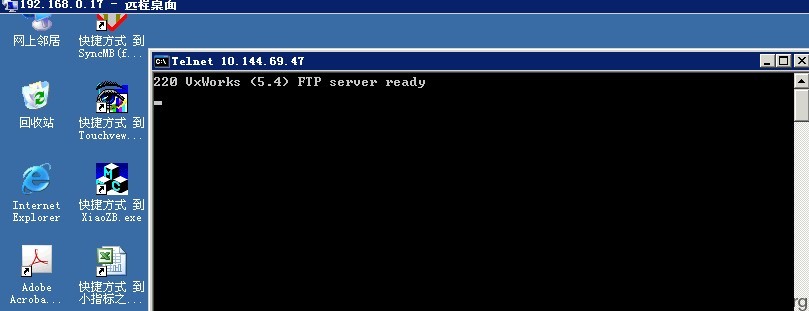 192.168.0.17 - 远程桌面
网上邻居
快捷方式 到
SyncMB(f...
Telnet 10.144.69.47
220 VxWorks (5.4) FTP server ready
回收站
快捷方式 到
Touchvew...
Internet
Explorer
快捷方式 到
XiaoZB.exe
Adobe
Acroba...
快捷方式 到
小指标之...
rg